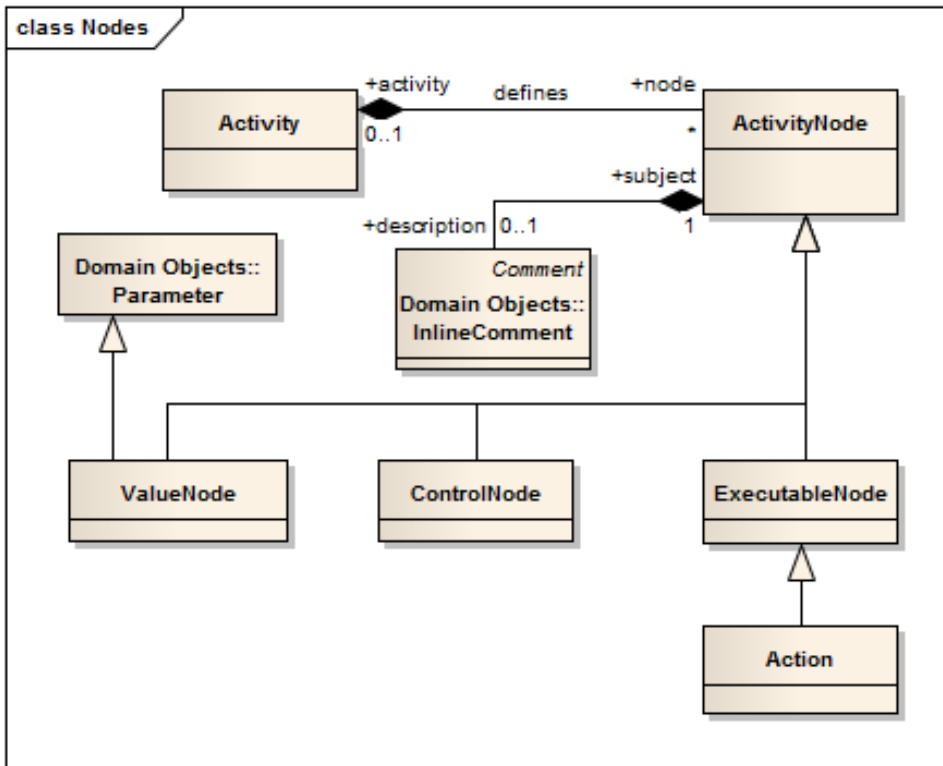 class Nodes
+activity
defines
+node
Activity
0..1
*
ActivityNode
+subject
1
+description
0..1
Comment
Domain Objects::
InlineComment
Domain Objects::
Parameter
ValueNode
ControlNode
ExecutableNode
Action